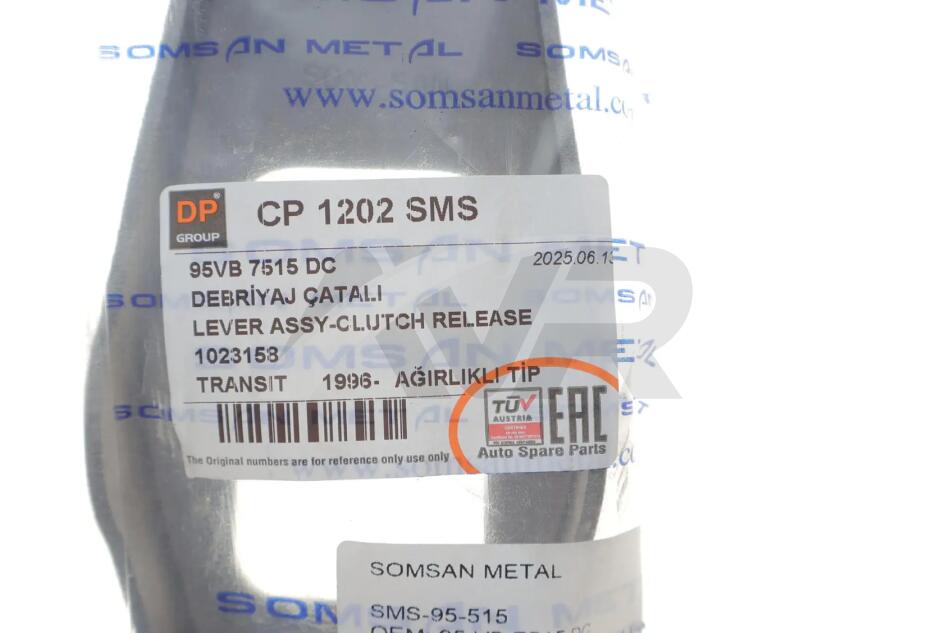 SOMSAN METAL SOMSAN
www.somsanmetal.co
DP
GROUP
CP 1202 SMS
95VB 7515 DC
2025.06.13
DEBRİYAJ ÇATALI
LEVER ASSY-CLUTCH RELEASE
1023158
TRANSIT 1996- AĞIRLIKLI TİP
TÜV
AUSTRIA
EAC
Auto Spare Parts
The Original numbers are for reference only use only
SOMSAN METAL
SMS-95-515